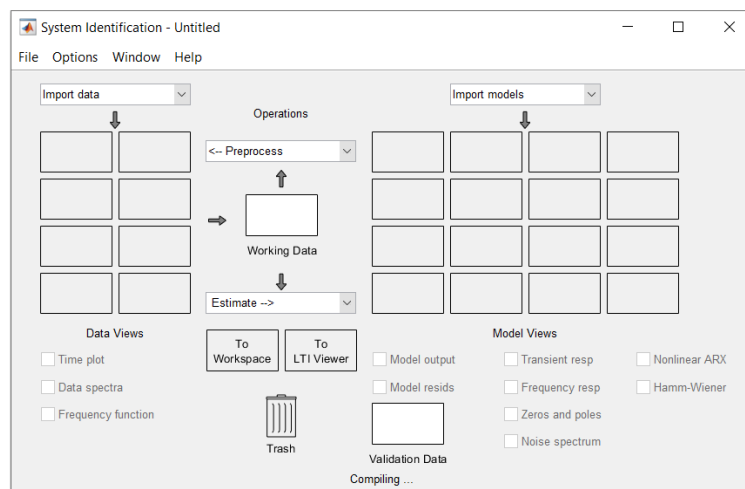 System Identification - Untitled
File Options Window Help
Import data
Import models
Operations
<-- Preprocess
Working Data
Estimate -->
Data Views
Time plot
Data spectra
Frequency function
To
Workspace
To
LTI Viewer
Trash
Model Views
Model output
Model resids
Transient resp
Frequency resp
Zeros and poles
Noise spectrum
Nonlinear ARX
Hamm-Wiener
Validation Data
Compiling ...